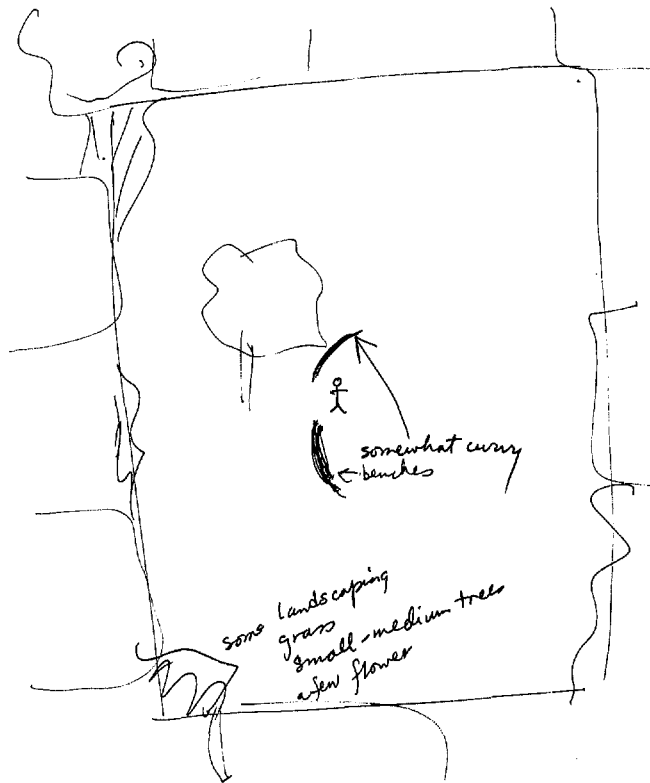 somewhat curvy
benches
some landscaping
grass
small-medium trees
a few flower